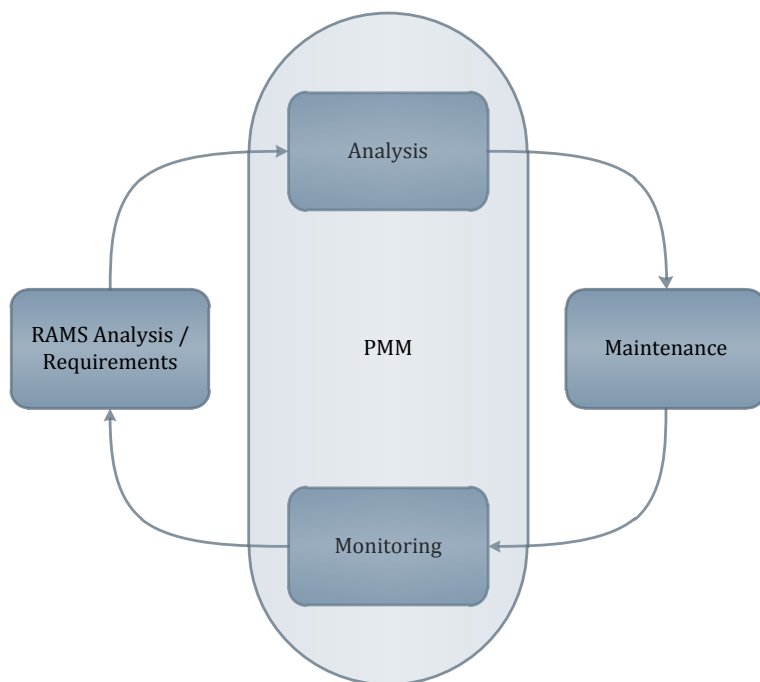 Analysis
RAMS Analysis /
Requirements
PMM
Maintenance
Monitoring